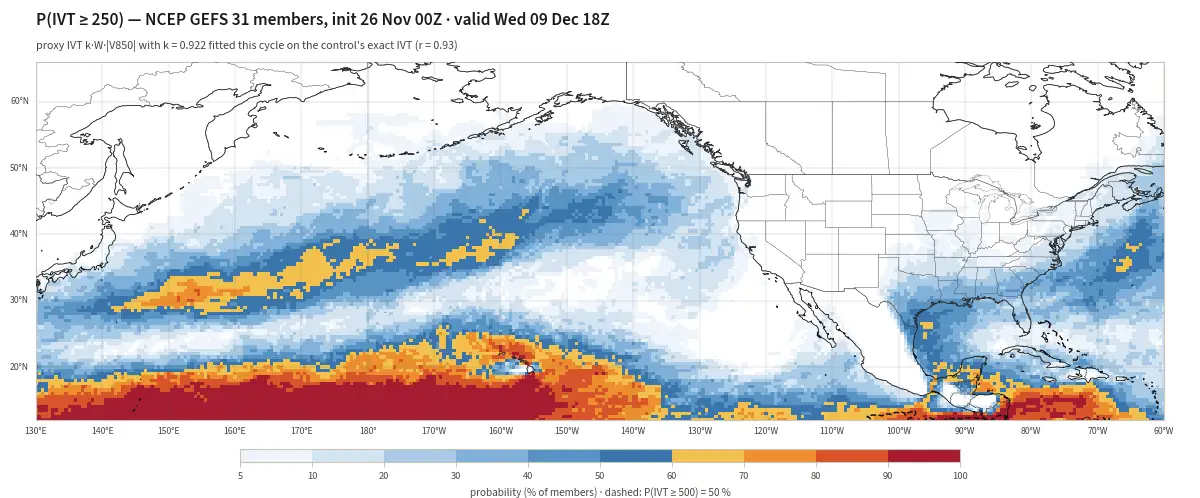 P(IVT ≥ 250) — NCEP GEFS 31 members, init 26 Nov 00Z · valid Wed 09 Dec 18Z
proxy IVT k·W·|V850| with k = 0.922 fitted this cycle on the control's exact IVT (r = 0.93)
60°N
50°N
40°N
30°N
20°N
130°E 140°E 150°E 160°E 170°E 180° 170°W 160°W 150°W 140°W 130°W 120°W 110°W 100°W 90°W 80°W 70°W 60°W
5 10 20 30 40 50 60 70 80 90 100
probability (% of members) · dashed: P(IVT ≥ 500) = 50 %